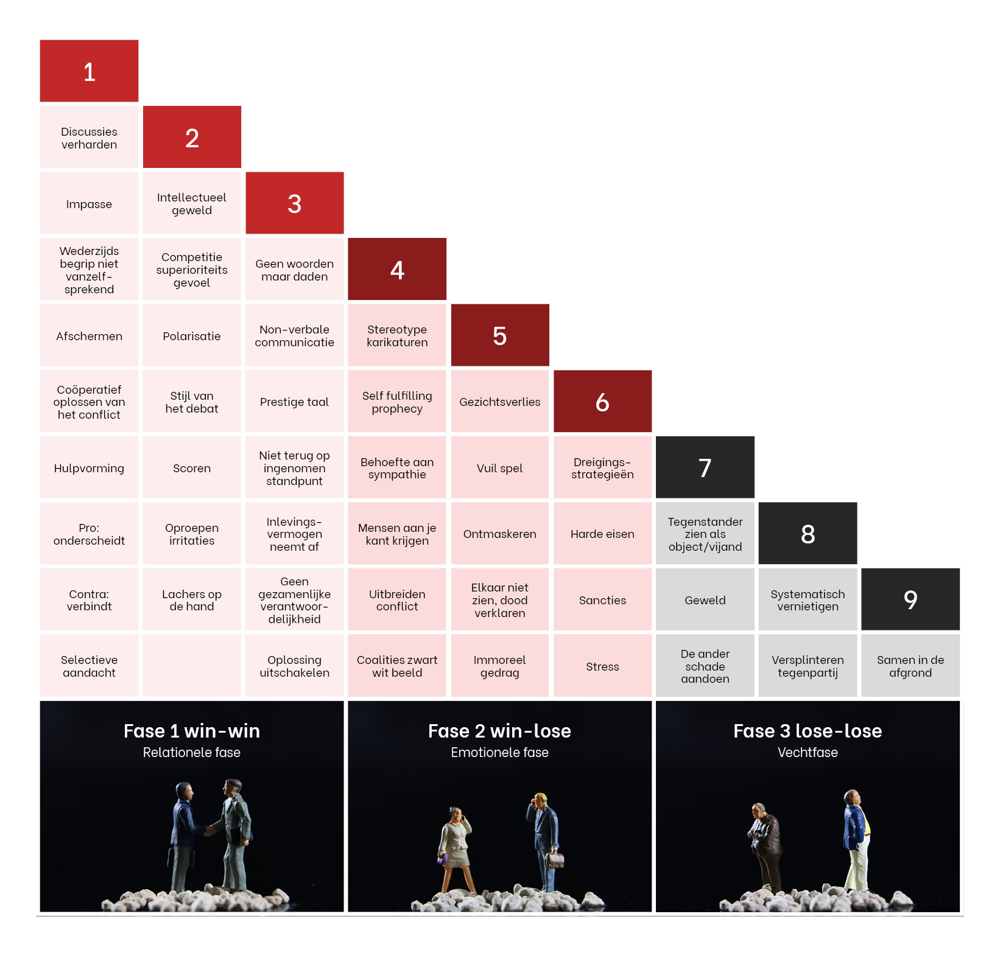 1
Discussies
verharden
Impasse
Wederzijds
begrip niet
vanzelf-
sprekend
Afschermen
Coöperatief
oplossen van
het conflict
Hulpvorming
Pro:
onderscheidt
Contra:
verbindt
Selectieve
aandacht
2
Intellectueel
geweld
Competitie
superioriteits
gevoel
Polarisatie
Stijl van
het debat
Scoren
Oproepen
irritaties
Lachers op
de hand
3
Geen woorden
maar daden
Non-verbale
communicatie
Prestige taal
Niet terug op
ingenomen
standpunt
Inlevings-
vermogen
neemt af
Geen
gezamenlijke
verantwoor-
delijkheid
Oplossing
uitschakelen
4
Stereotype
karikaturen
Self fulfilling
prophecy
Behoefte aan
sympathie
Mensen aan je
kant krijgen
Uitbreiden
conflict
Coalities zwart
wit beeld
5
Gezichtsverlies
Vuil spel
Ontmaskeren
Elkaar niet
zien, dood
verklaren
Immoreel
gedrag
6
Dreigings-
strategieën
Harde eisen
Sancties
Stress
7
Tegenstander
zien als
object/vijand
Geweld
De ander
schade
aandoen
8
Systematisch
vernietigen
Versplinteren
tegenpartij
9
Samen in de
afgrond
Fase 1 win-win
Relationele fase
Fase 2 win-lose
Emotionele fase
Fase 3 lose-lose
Vechtfase